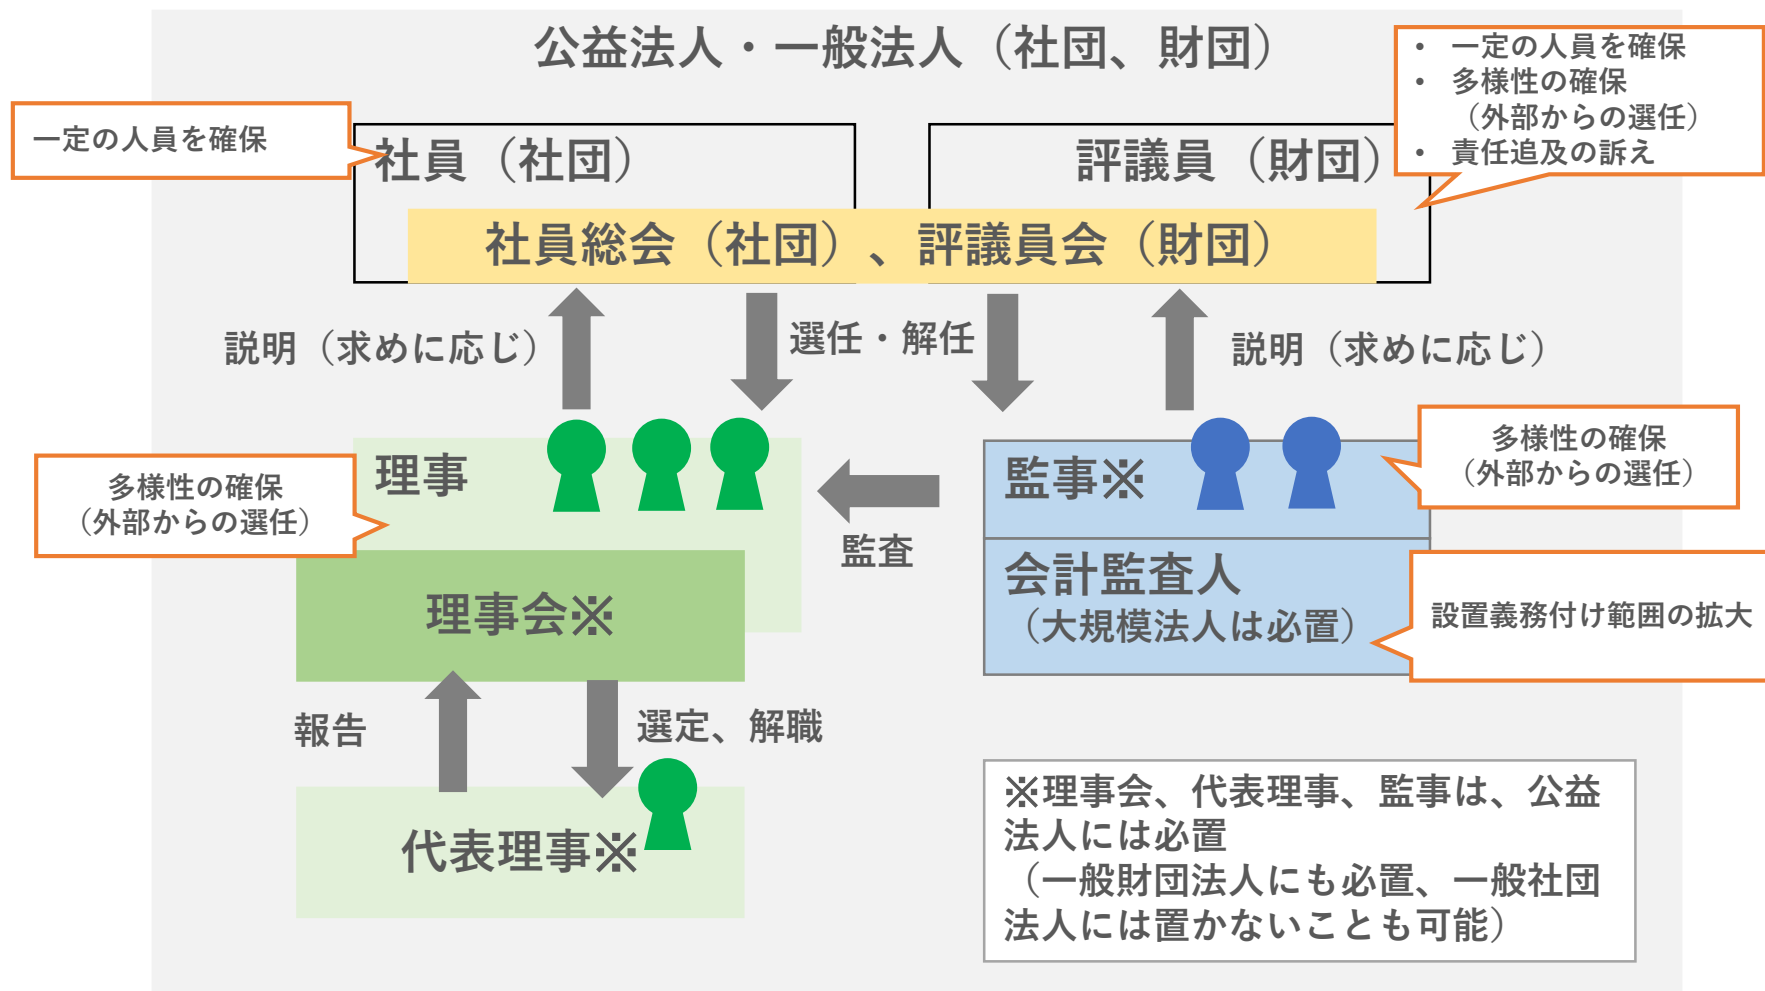 公益法人・一般法人（社団、財団）
・ 一定の人員を確保
・ 多様性の確保
（外部からの選任）
・ 責任追及の訴え
一定の人員を確保
社員（社団）
評議員（財団）
社員総会（社団）、評議員会（財団）
説明（求めに応じ）
選任・解任
説明（求めに応じ）
多様性の確保
（外部からの選任）
理事
監事※
多様性の確保
（外部からの選任）
監査
会計監査人
（大規模法人は必置）
設置義務付け範囲の拡大
理事会※
報告
選定、解職
代表理事※
※理事会、代表理事、監事は、公益
法人には必置
（一般財団法人にも必置、一般社団
法人には置かないことも可能）